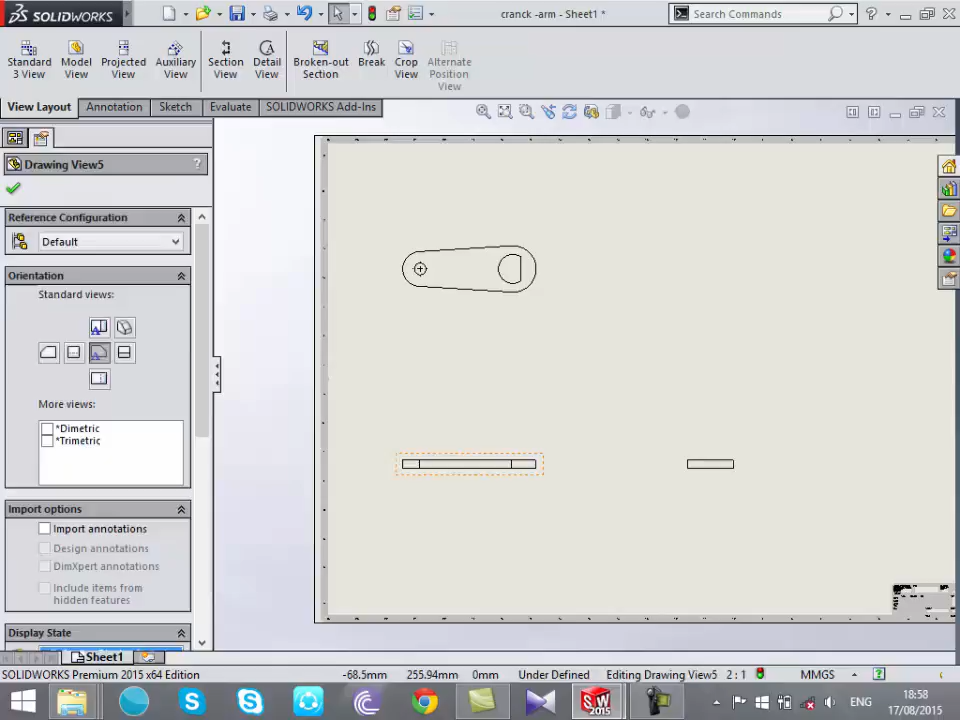 SOLIDWORKS
cranck -arm - Sheet1 *
Search Commands
Standard 3 View
Model View
Projected View
Auxiliary View
Section View
Detail View
Broken-out Section
Break
Crop View
Alternate Position View
View Layout
Annotation
Sketch
Evaluate
SOLIDWORKS Add-Ins
Drawing View5
?
Reference Configuration
Default
Orientation
Standard views:
More views:
*Dimetric
*Trimetric
Import options
Import annotations
Design annotations
DimXpert annotations
Include items from
hidden features
Display State
Sheet1
SOLIDWORKS Premium 2015 x64 Edition
-68.5mm
255.94mm
0mm
Under Defined
Editing Drawing View5
2 : 1
MMGS
?
SW
2015
ENG
18:58
17/08/2015